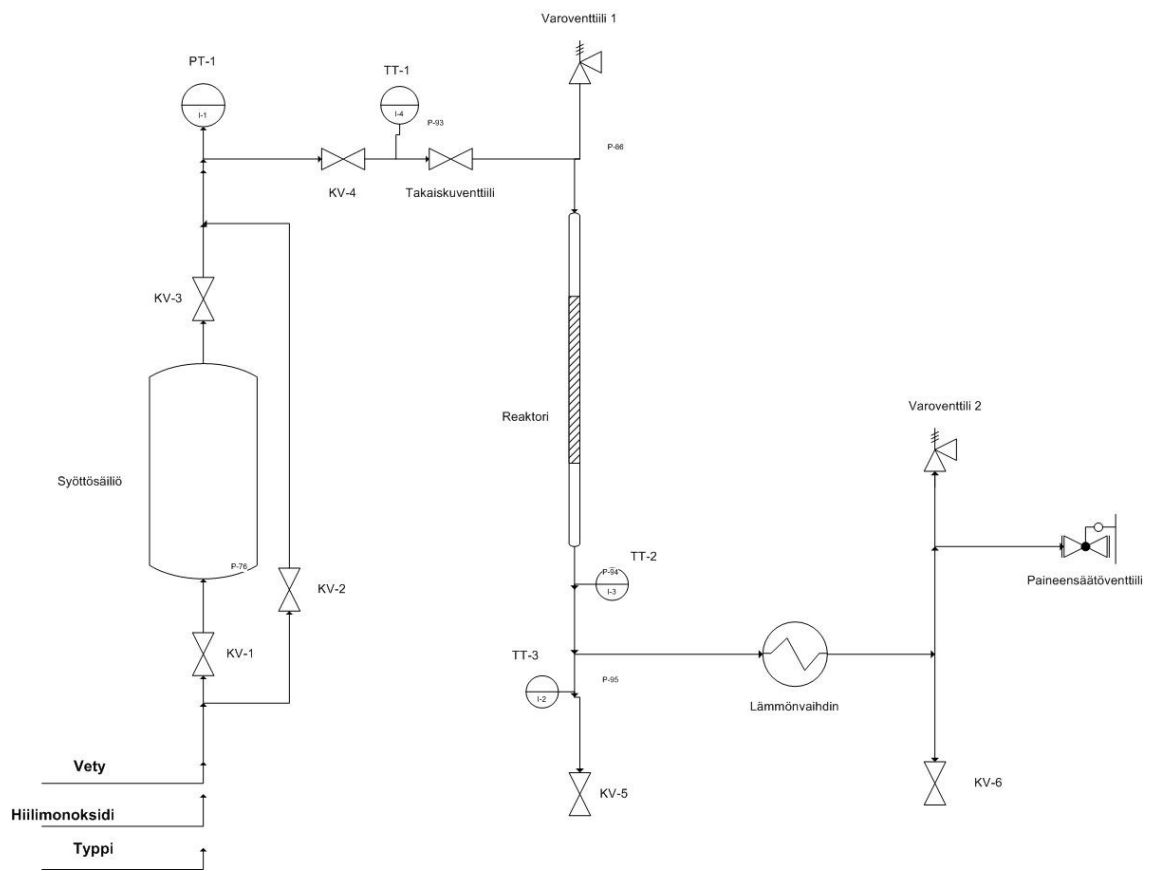 Varoventtiili 1
PT-1
TT-1
I-1
I-4
P-93
P-86
KV-4
Takaiskuventtiili
KV-3
Reaktori
Varoventtili 2
Syöttösäiliö
P-76
KV-2
TT-2
P-94
I-3
Paineensäätöventtiili
KV-1
TT-3
P-95
I-2
Lämmönvaihdin
Vety
KV-5
KV-6
Hiilimonoksidi
Typpi